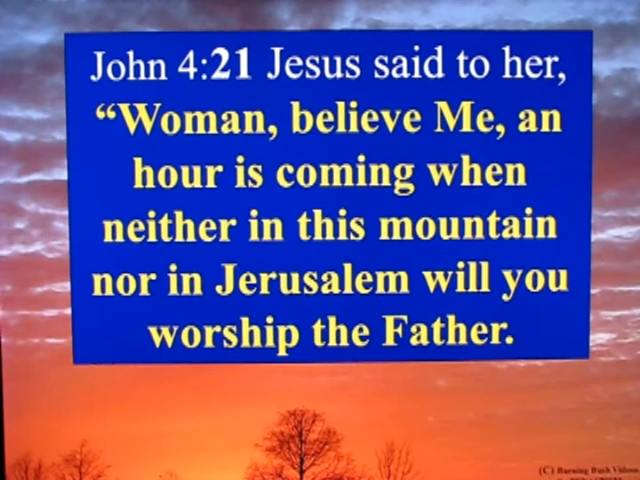 John 4:21 Jesus said to her,
“Woman, believe Me, an
hour is coming when
neither in this mountain
nor in Jerusalem will you
worship the Father.
(C) Burning Bush Videos